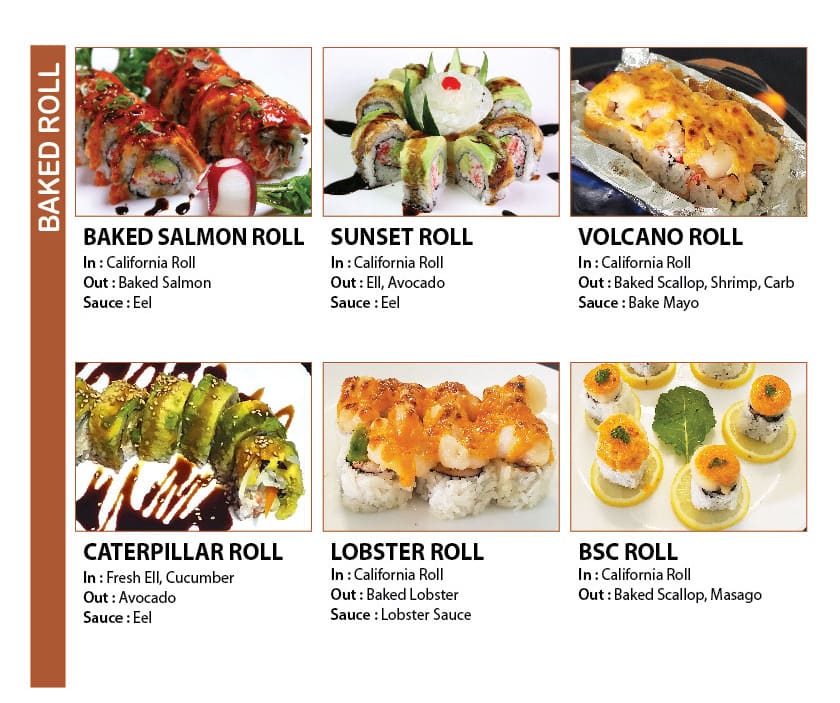 BAKED ROLL
BAKED SALMON ROLL
In : California Roll
Out : Baked Salmon
Sauce : Eel
SUNSET ROLL
In : California Roll
Out : Ell, Avocado
Sauce : Eel
VOLCANO ROLL
In : California Roll
Out : Baked Scallop, Shrimp, Carb
Sauce : Bake Mayo
CATERPILLAR ROLL
In : Fresh Ell, Cucumber
Out : Avocado
Sauce : Eel
LOBSTER ROLL
In : California Roll
Out : Baked Lobster
Sauce : Lobster Sauce
BSC ROLL
In : California Roll
Out : Baked Scallop, Masago